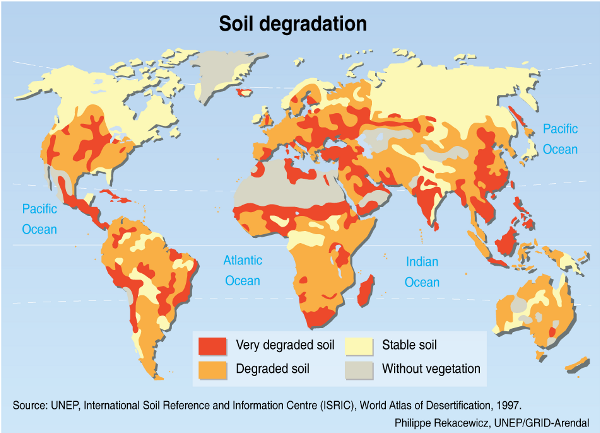 Soil degradation
Pacific
Ocean
Pacific
Ocean
Atlantic
Ocean
Indian
Ocean
Very degraded soil
Stable soil
Degraded soil
Without vegetation
Source: UNEP, International Soil Reference and Information Centre (ISRIC), World Atlas of Desertification, 1997.
Philippe Rekacewicz, UNEP/GRID-Arendal